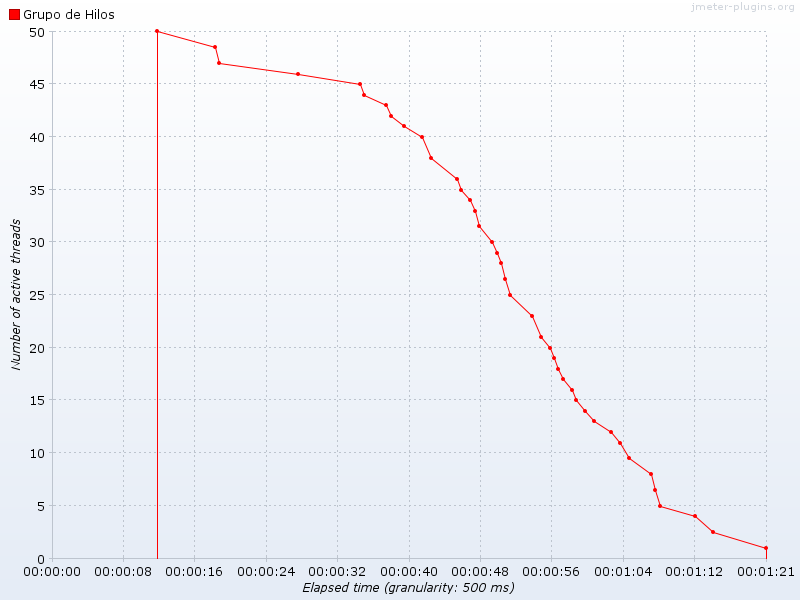 jmeter-plugins.org
Grupo de Hilos
50
45
40
35
30
25
20
15
10
5
0
Number of active threads
00:00:00 00:00:08 00:00:16 00:00:24 00:00:32 00:00:40 00:00:48 00:00:56 00:01:04 00:01:12 00:01:21
Elapsed time (granularity: 500 ms)